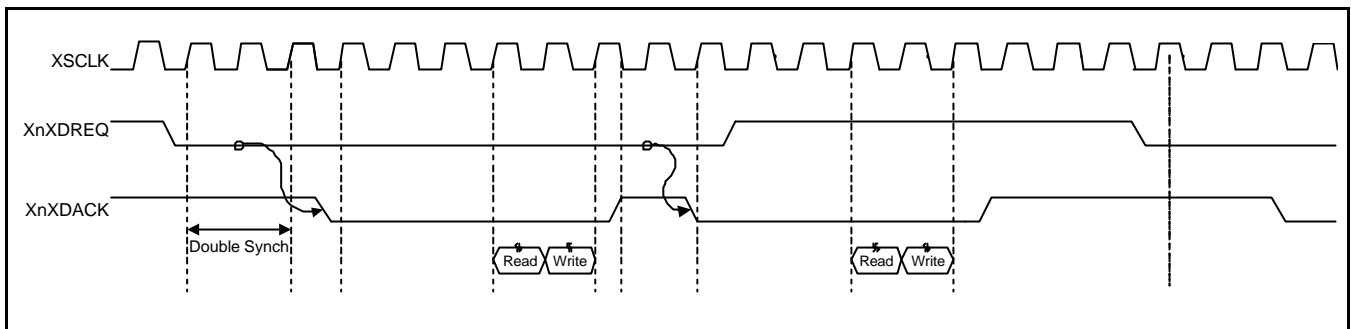 XSCLK
XnXDREQ
XnXDACK
Double Synch
Read Write Read Write